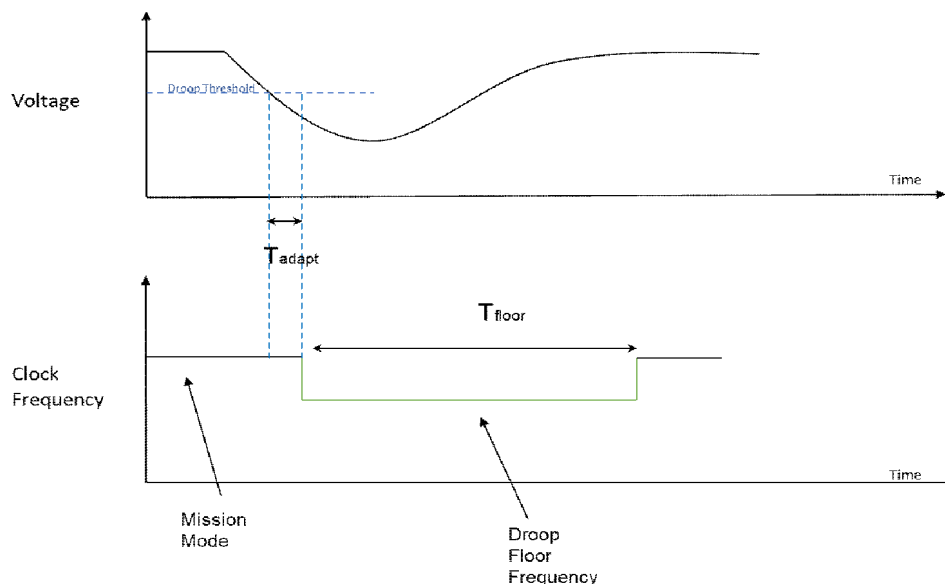 Droop Threshold
Voltage
Time
Tadapt
Tfloor
Clock
Frequency
Time
Mission
Mode
Droop
Floor
Frequency